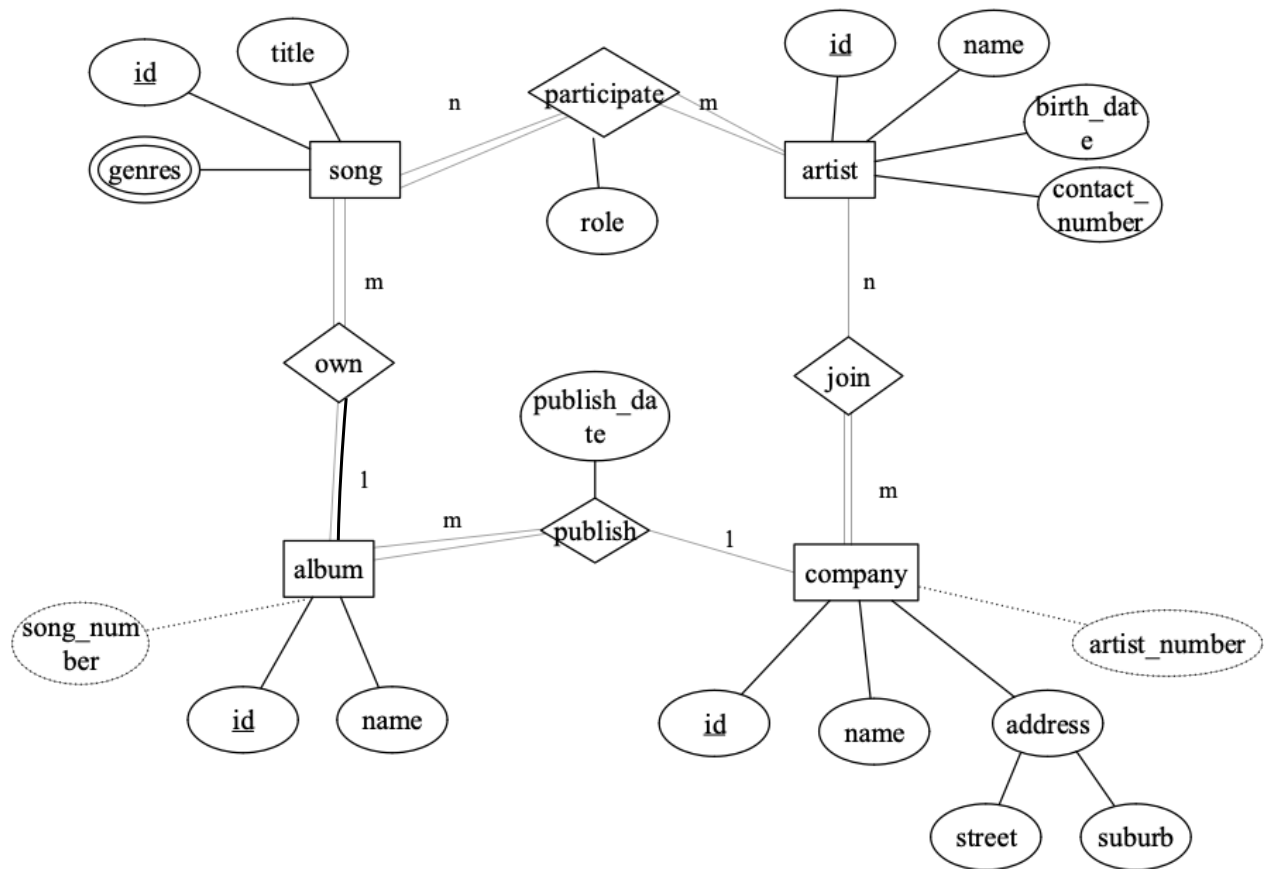 id
title
genres
song
n
participate
m
role
id
name
birth_dat
e
contact_
number
artist
m
own
1
n
join
m
publish_da
te
m
publish
1
album
song_num
ber
id
name
company
artist_number
id
name
address
street
suburb